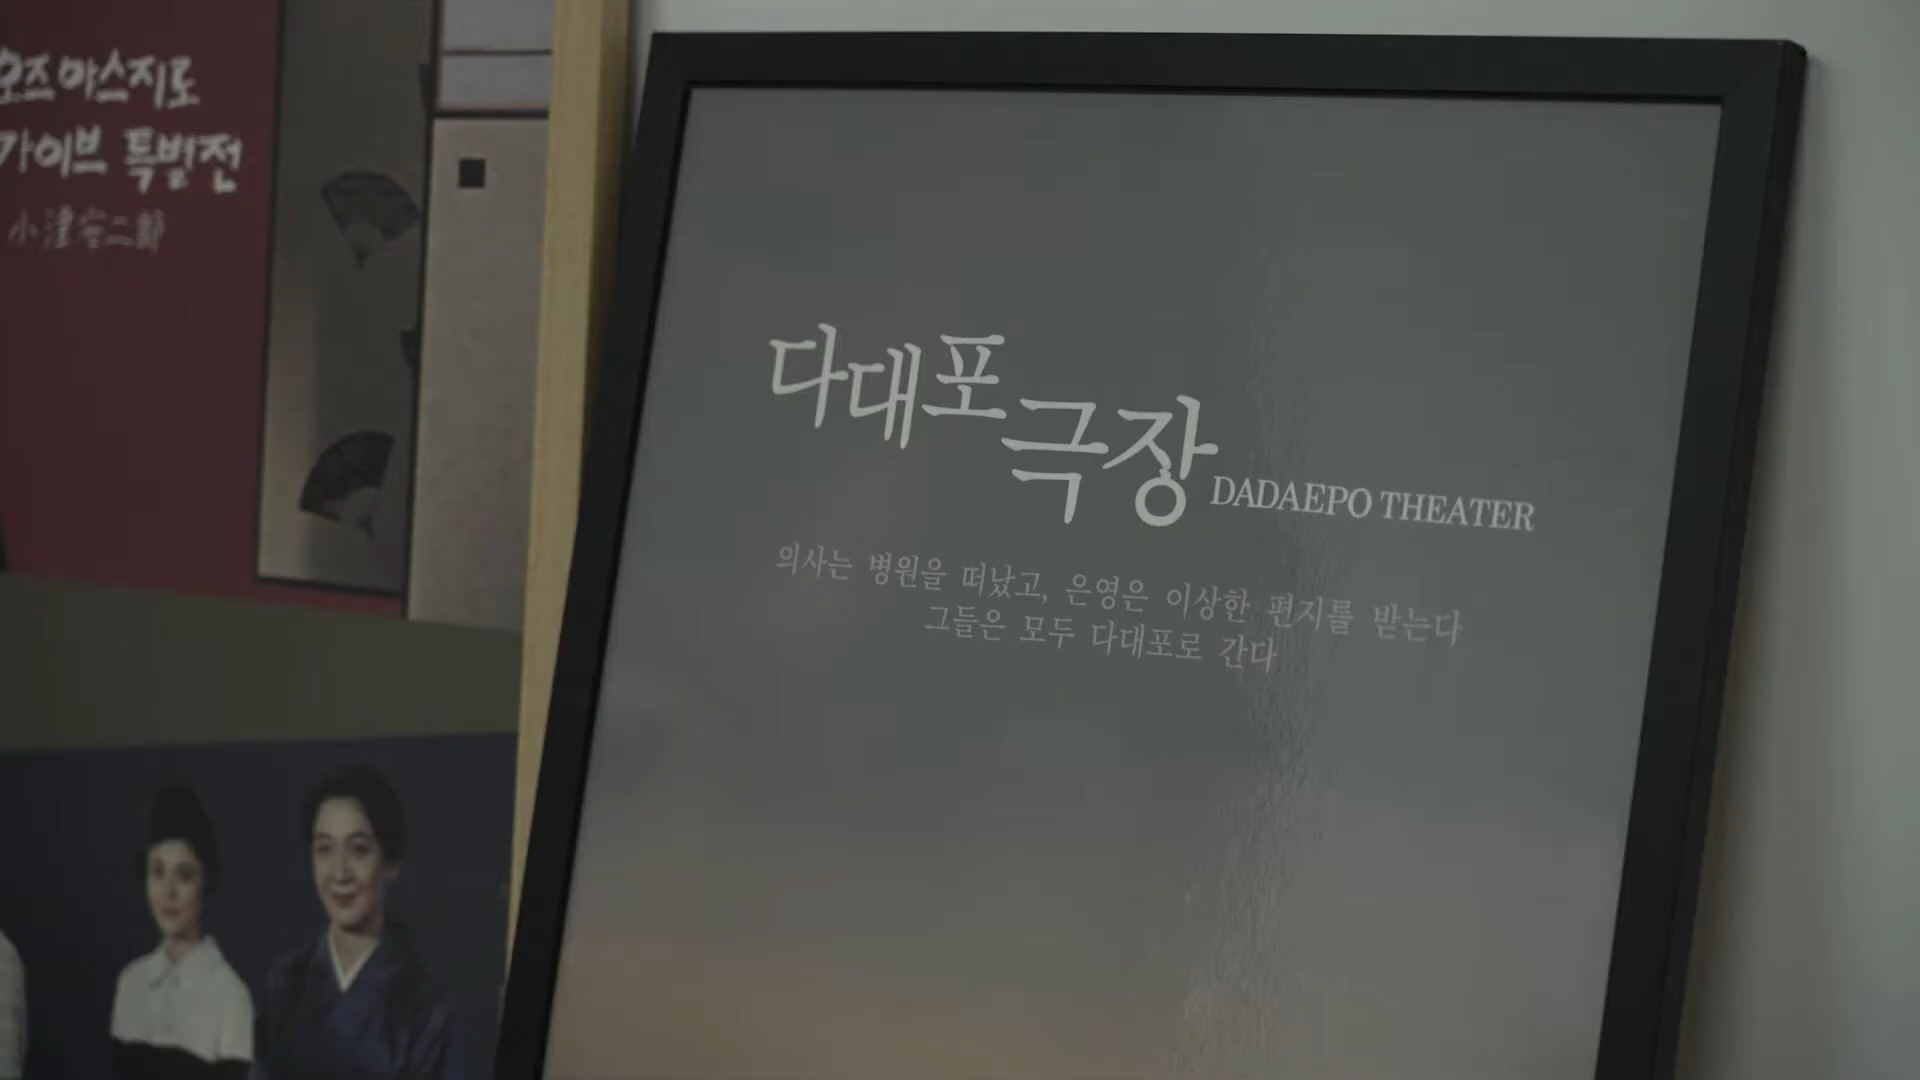 오즈 야스지로
카이브 특별전
小津安二郎
다대포극장 DADAEPO THEATER
의사는 병원을 떠났고, 은영은 이상한 편지를 받는다
그들은 모두 다대포로 간다